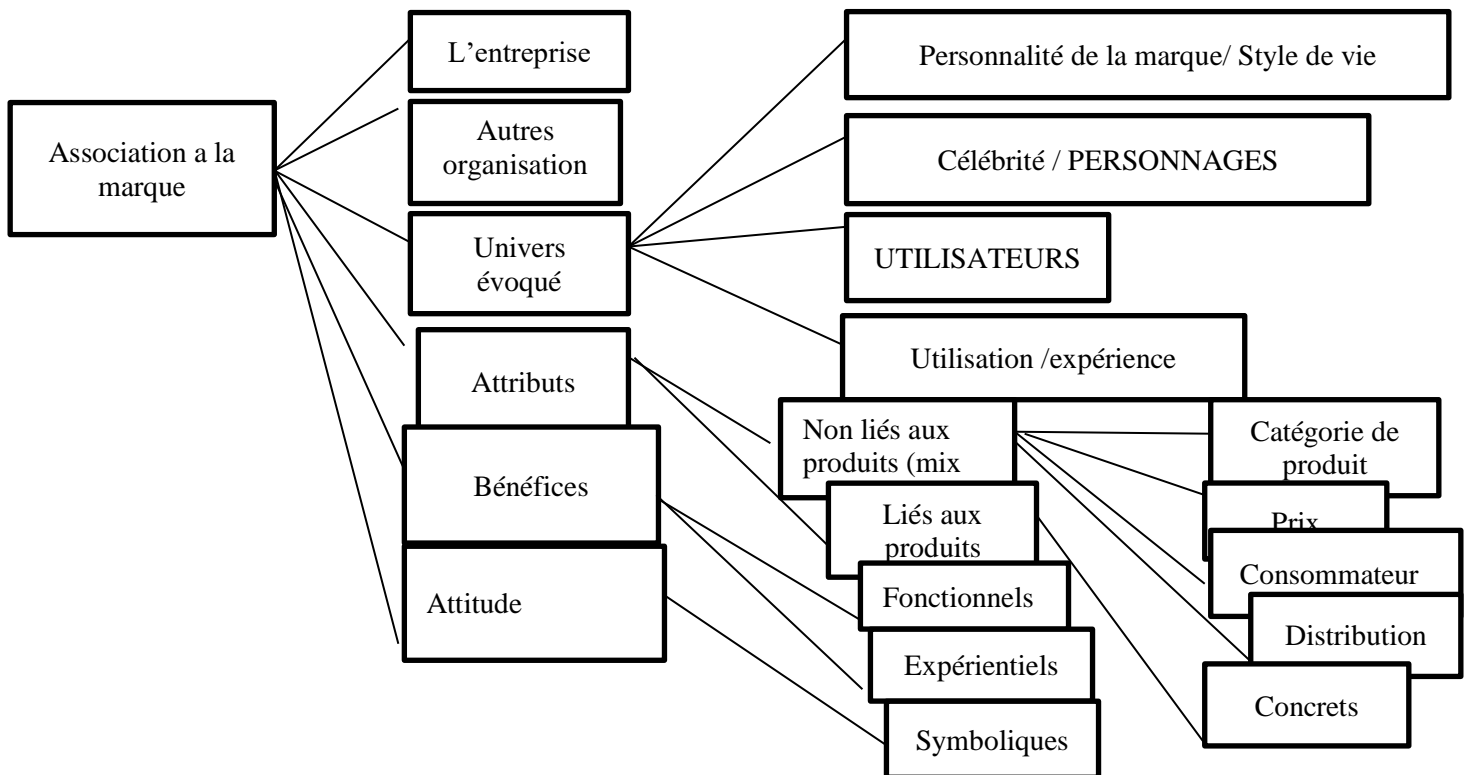 Association a la
marque
L'entreprise
Autres
organisation
Univers
évoqué
Attributs
Bénéfices
Attitude
Personnalité de la marque/ Style de vie
Célébrité / PERSONNAGES
UTILISATEURS
Utilisation /expérience
Non liés aux
produits (mix
Liés aux
produits
Fonctionnels
Expérientiels
Symboliques
Catégorie de
produit
Prix
Consommateur
Distribution
Concrets